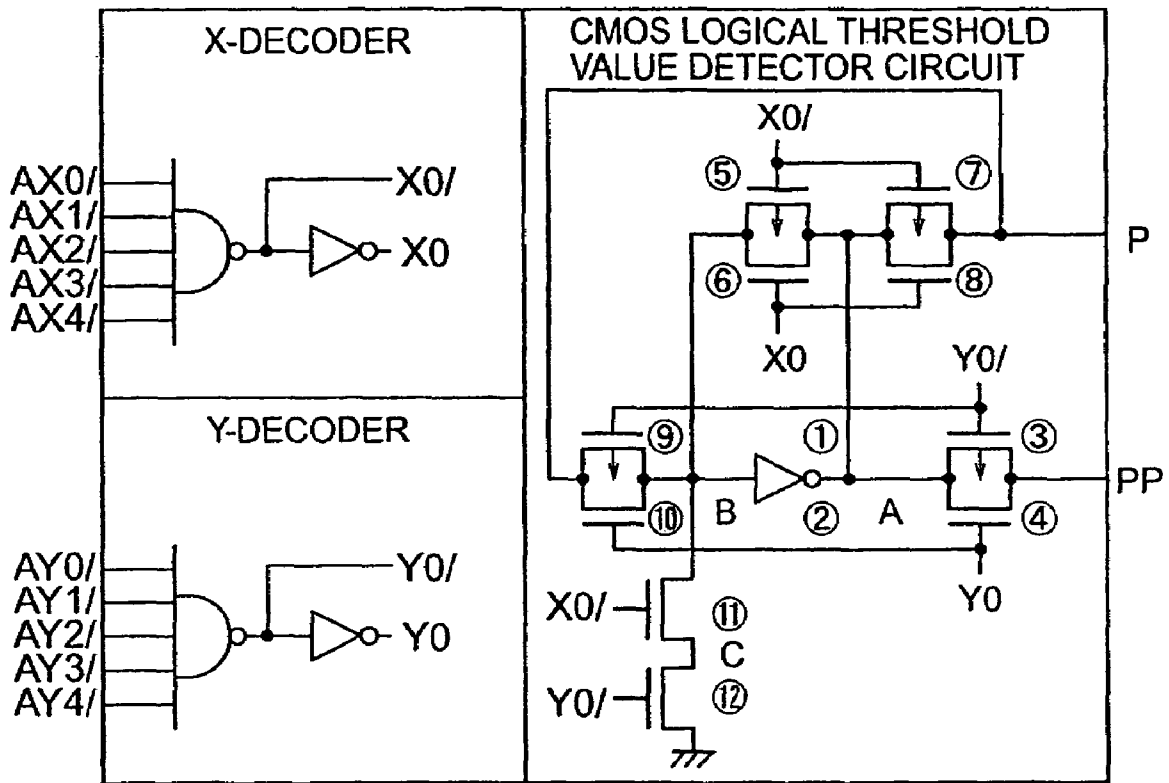 X-DECODER
AX0/
AX1/
AX2/
AX3/
AX4/
X0/
X0
Y-DECODER
AY0/
AY1/
AY2/
AY3/
AY4/
Y0/
Y0
CMOS LOGICAL THRESHOLD
VALUE DETECTOR CIRCUIT
X0/
⑤ ⑦
P
⑥ ⑧
X0
Y0/
⑨ ① ③
PP
⑩ B ② A ④
Y0
X0/ ⑪
C
Y0/ ⑫